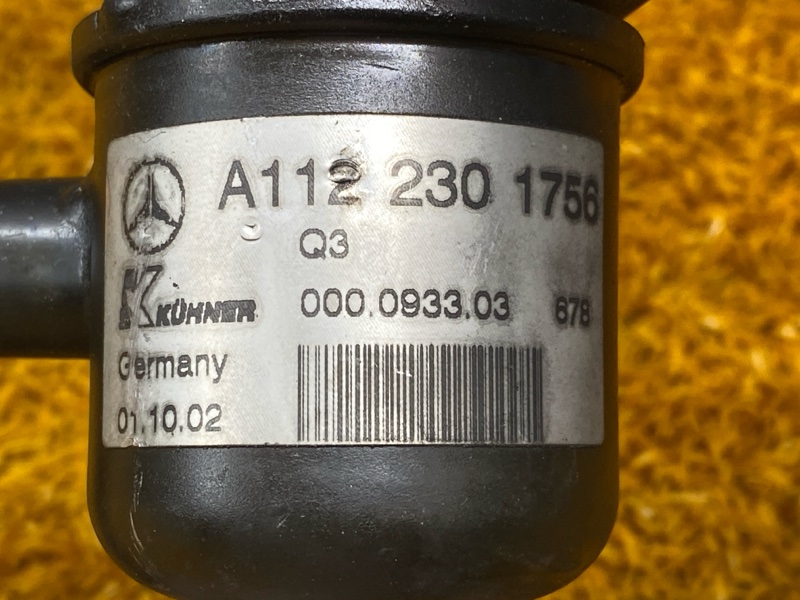 A112 230 1756
Q3
KÜHNER 000.0933.03 678
Germany
01.10.02